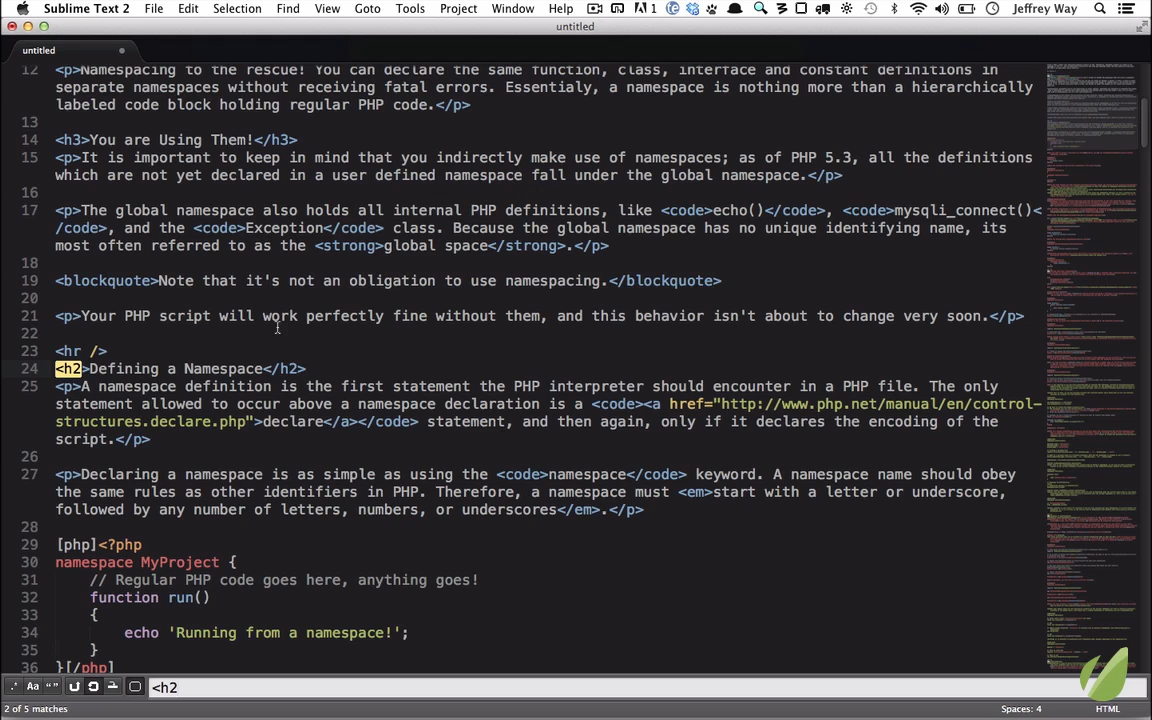 Sublime Text 2 File Edit Selection Find View Goto Tools Project Window Help 1 Jeffrey Way
untitled
untitled
12 <p>Namespacing to the rescue! You can declare the same function, class, interface and constant definitions in
separate namespaces without receiving fatal errors. Essentialy, a namespace is nothing more than a hierarchically
labeled code block holding regular PHP code.</p>
13
14 <h3>You are Using Them!</h3>
15 <p>It is important to keep in mind that you indirectly make use of namespaces; as of PHP 5.3, all the definitions
which are not yet declared in a user defined namespace fall under the global namespace.</p>
16
17 <p>The global namespace also holds all internal PHP definitions, like <code>echo()</code>, <code>mysqli_connect()<
/code>, and the <code>Exception</code> class. Because the global namespace has no unique identifying name, its
most often referred to as the <strong>global space</strong>.</p>
18
19 <blockquote>Note that it's not an obligation to use namespacing.</blockquote>
20
21 <p>Your PHP script will work perfectly fine without them, and this behavior isn't about to change very soon.</p>
22
23 <hr />
24 <h2>Defining a Namespace</h2>
25 <p>A namespace definition is the first statement the PHP interpreter should encounter in a PHP file. The only
statement allowed to occur above a namespace declaration is a <code><a href="http://www.php.net/manual/en/control-
structures.declare.php">declare</a></code> statement, and then again, only if it declares the encoding of the
script.</p>
26
27 <p>Declaring a namespace is as simple as using the <code>namespace</code> keyword. A namespace name should obey
the same rules as other identifiers in PHP. Therefore, a namespace must <em>start with a letter or underscore,
followed by any number of letters, numbers, or underscores</em>.</p>
28
29 [php]<?php
30 namespace MyProject {
31 // Regular PHP code goes here, anything goes!
32 function run()
33 {
34 echo 'Running from a namespace!';
35 }
36 }[/php]
.* Aa “” <h2
2 of 5 matches Spaces: 4 HTML